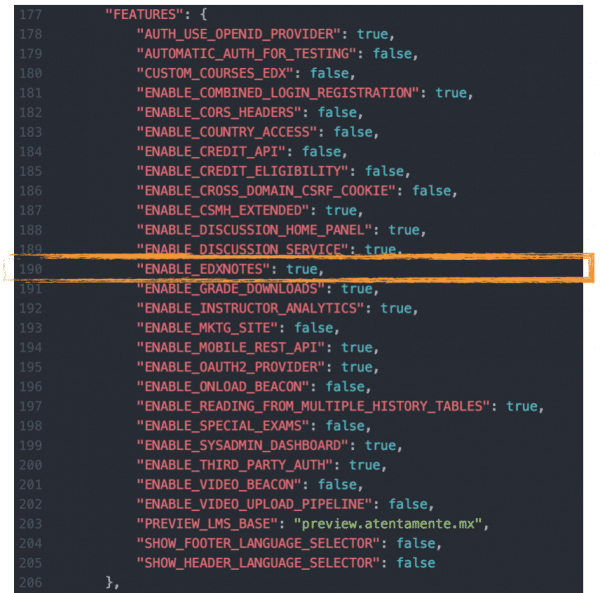 177 "FEATURES": {
178 "AUTH_USE_OPENID_PROVIDER": true,
179 "AUTOMATIC_AUTH_FOR_TESTING": false,
180 "CUSTOM_COURSES_EDX": false,
181 "ENABLE_COMBINED_LOGIN_REGISTRATION": true,
182 "ENABLE_CORS_HEADERS": false,
183 "ENABLE_COUNTRY_ACCESS": false,
184 "ENABLE_CREDIT_API": false,
185 "ENABLE_CREDIT_ELIGIBILITY": false,
186 "ENABLE_CROSS_DOMAIN_CSRF_COOKIE": false,
187 "ENABLE_CSMH_EXTENDED": true,
188 "ENABLE_DISCUSSION_HOME_PANEL": true,
189 "ENABLE_DISCUSSION_SERVICE": true,
190 "ENABLE_EDXNOTES": true,
191 "ENABLE_GRADE_DOWNLOADS": true,
192 "ENABLE_INSTRUCTOR_ANALYTICS": true,
193 "ENABLE_MKTG_SITE": false,
194 "ENABLE_MOBILE_REST_API": true,
195 "ENABLE_OAUTH2_PROVIDER": true,
196 "ENABLE_ONLOAD_BEACON": false,
197 "ENABLE_READING_FROM_MULTIPLE_HISTORY_TABLES": true,
198 "ENABLE_SPECIAL_EXAMS": false,
199 "ENABLE_SYSADMIN_DASHBOARD": true,
200 "ENABLE_THIRD_PARTY_AUTH": true,
201 "ENABLE_VIDEO_BEACON": false,
202 "ENABLE_VIDEO_UPLOAD_PIPELINE": false,
203 "PREVIEW_LMS_BASE": "preview.atentamente.mx",
204 "SHOW_FOOTER_LANGUAGE_SELECTOR": false,
205 "SHOW_HEADER_LANGUAGE_SELECTOR": false
206 },